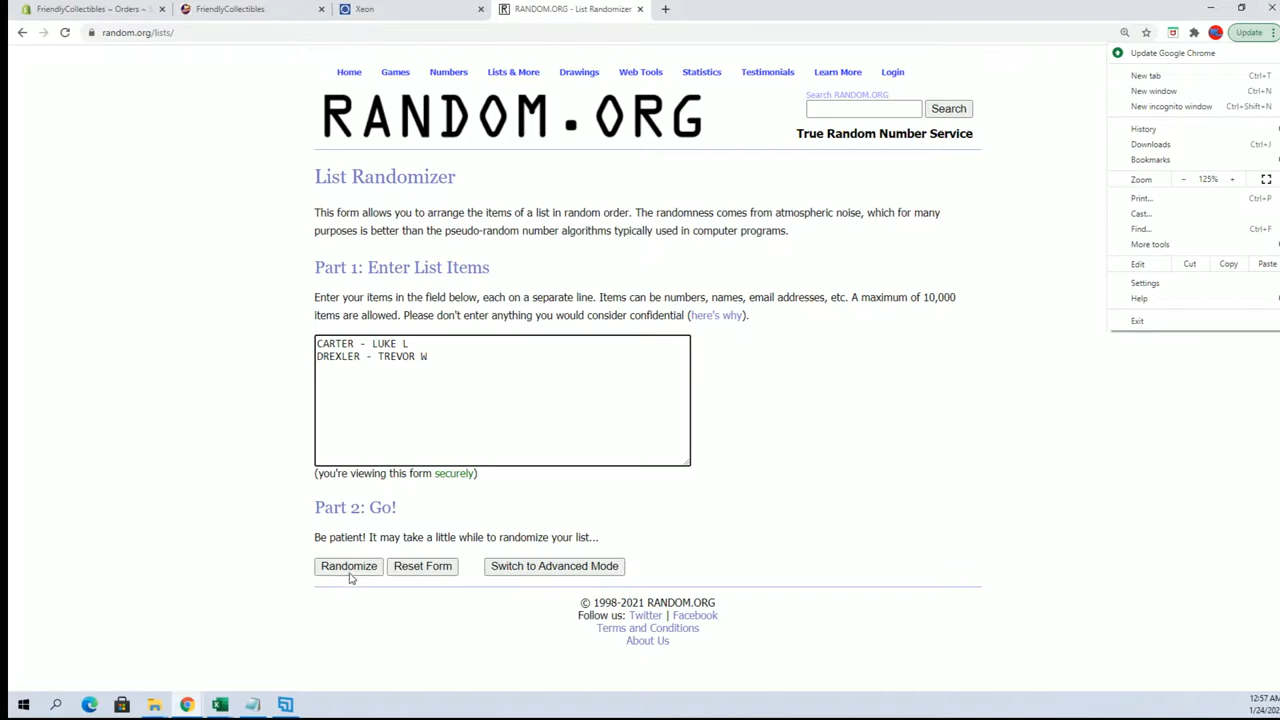 FriendlyCollectibles ~ Orders ~ S
FriendlyCollectibles
Xeon
RANDOM.ORG - List Randomizer
random.org/lists/
Update
Update Google Chrome
New tab Ctrl+T
New window Ctrl+N
New incognito window Ctrl+Shift+N
History
Downloads Ctrl+J
Bookmarks
Zoom - 125% +
Print... Ctrl+P
Cast...
Find... Ctrl+F
More tools
Edit Cut Copy Paste
Settings
Help
Exit
Home Games Numbers Lists & More Drawings Web Tools Statistics Testimonials Learn More Login
RANDOM.ORG
Search RANDOM.ORG
Search
True Random Number Service
List Randomizer
This form allows you to arrange the items of a list in random order. The randomness comes from atmospheric noise, which for many
purposes is better than the pseudo-random number algorithms typically used in computer programs.
Part 1: Enter List Items
Enter your items in the field below, each on a separate line. Items can be numbers, names, email addresses, etc. A maximum of 10,000
items are allowed. Please don't enter anything you would consider confidential (here's why).
CARTER - LUKE L
DREXLER - TREVOR W
(you're viewing this form securely)
Part 2: Go!
Be patient! It may take a little while to randomize your list...
Randomize Reset Form Switch to Advanced Mode
© 1998-2021 RANDOM.ORG
Follow us: Twitter | Facebook
Terms and Conditions
About Us
12:57 AM
1/24/202